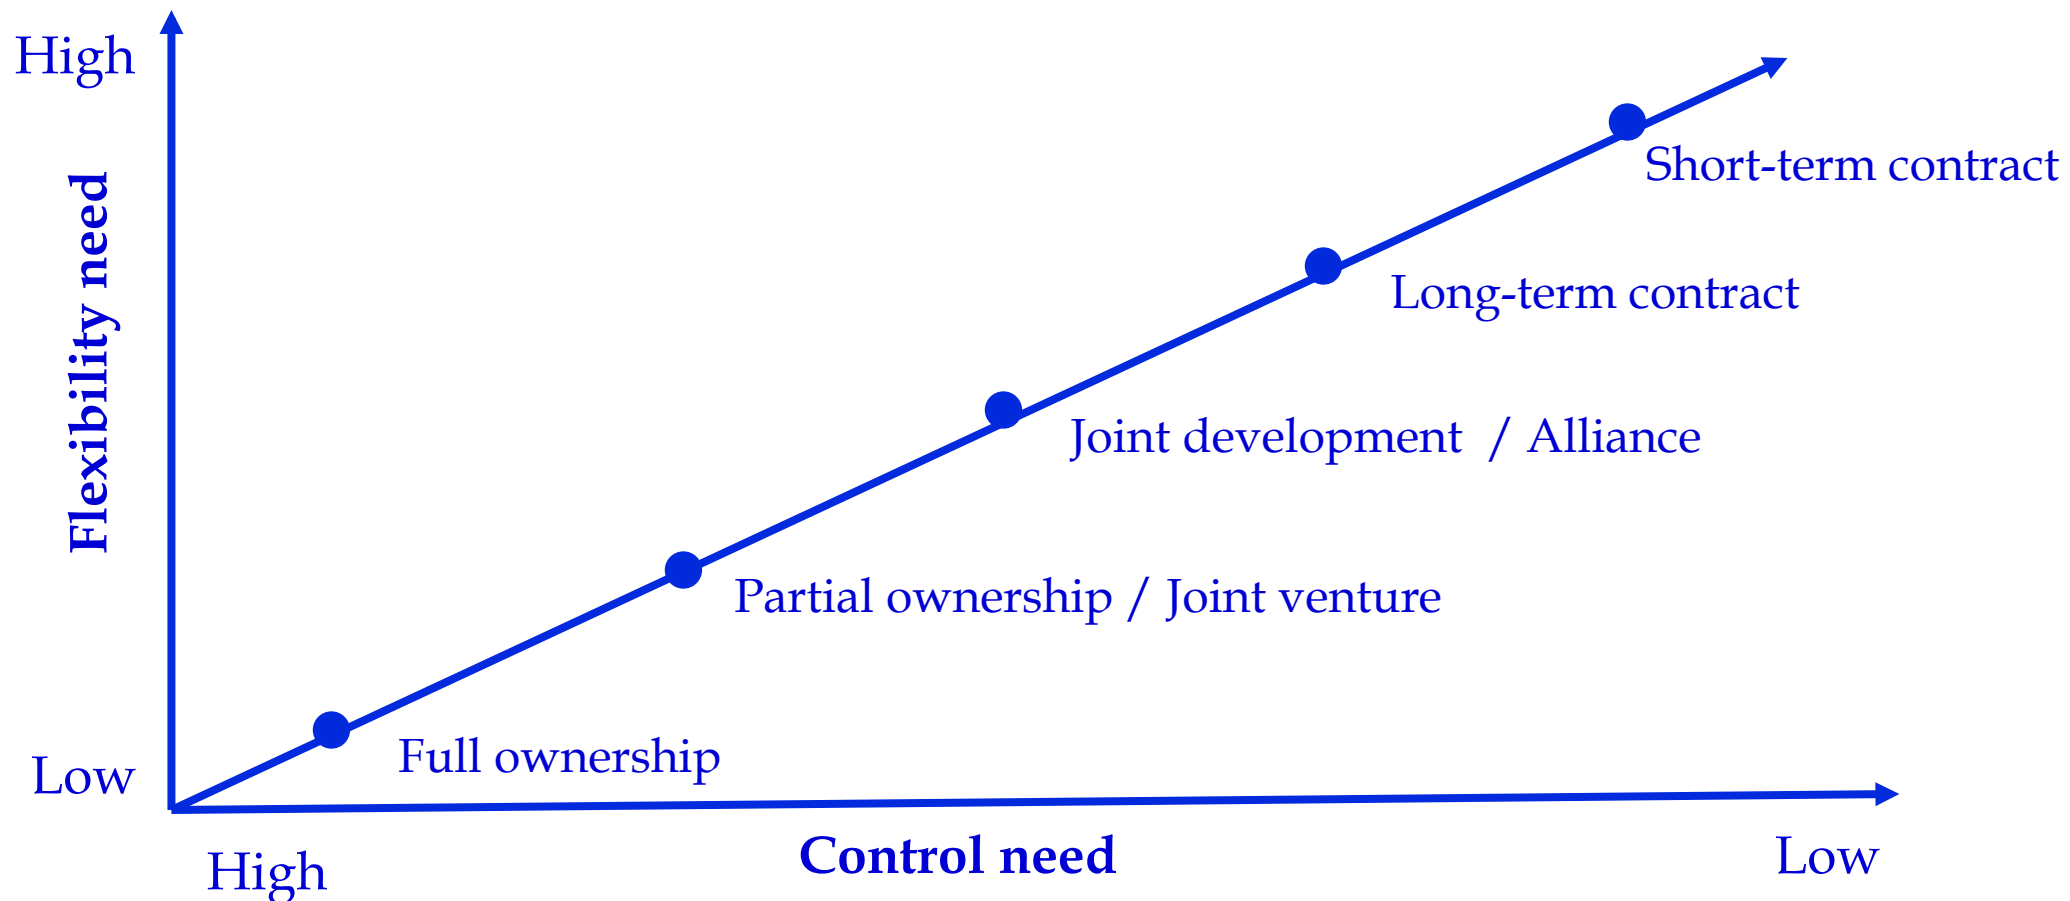 High
Short-term contract
Flexibility need
Long-term contract
Joint development / Alliance
Partial ownership / Joint venture
Full ownership
Low
Control need
High
Low